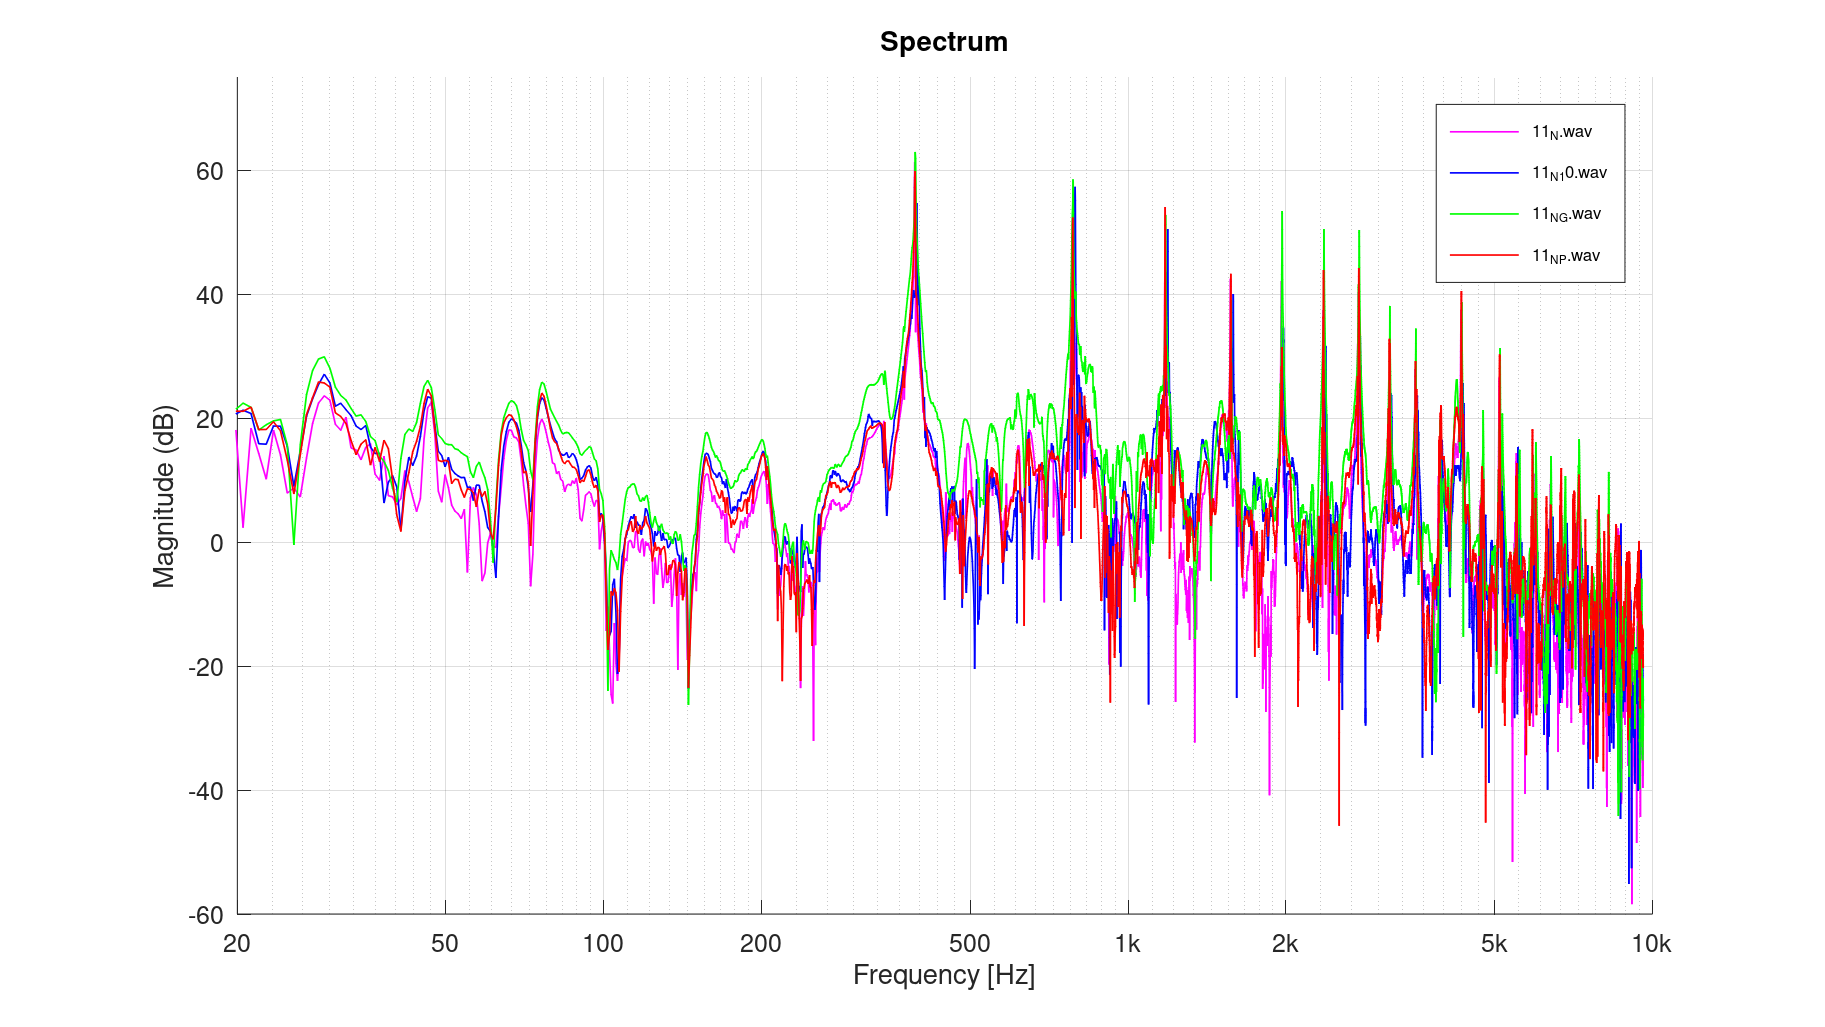 Spectrum
11N.wav
11N10.wav
11NG.wav
11NP.wav
Magnitude (dB)
60
40
20
0
-20
-40
-60
20 50 100 200 500 1k 2k 5k 10k
Frequency [Hz]